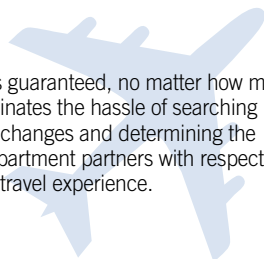 guaranteed, no matter how
inates the hassle of searching
changes and determining the
partment partners with respect
travel experience.